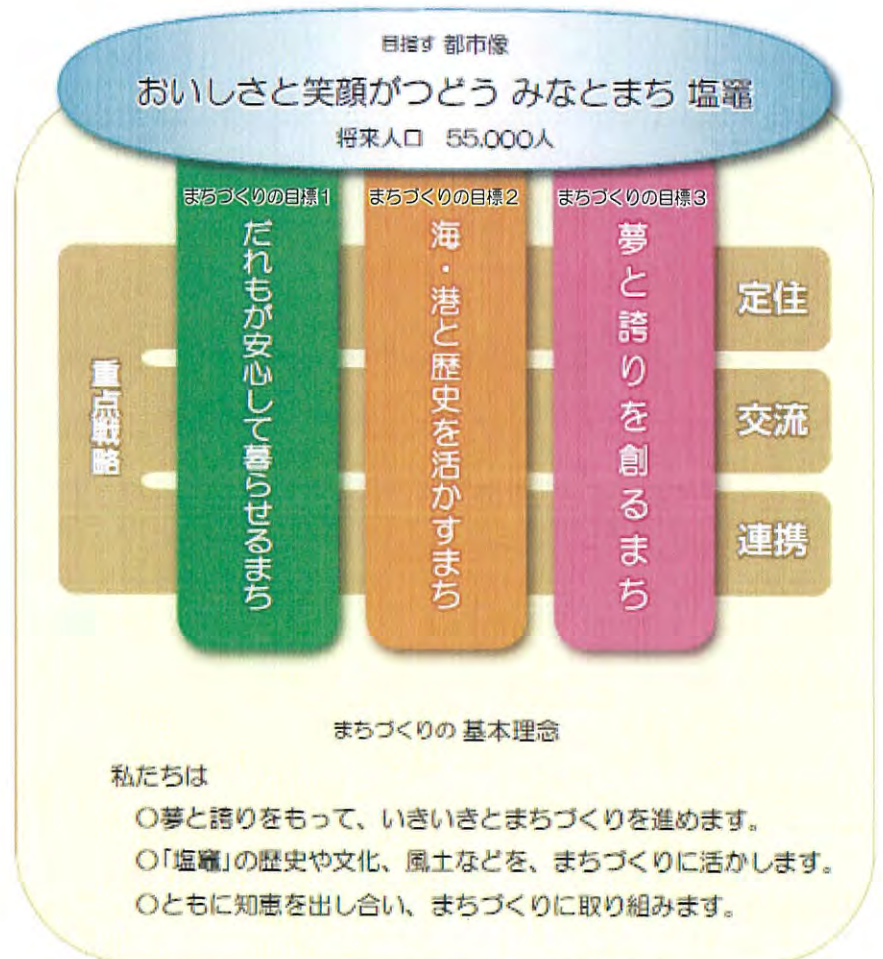 目指す 都市像
おいしさと笑顔がつどう みなとまち 塩竈
将来人口 55,000人
まちづくりの目標1
だれもが安心して暮らせるまち
まちづくりの目標2
海・港と歴史を活かすまち
まちづくりの目標3
夢と誇りを創るまち
重点戦略
定住
交流
連携
まちづくりの 基本理念
私たちは
○夢と誇りをもって、いきいきとまちづくりを進めます。
○「塩竈」の歴史や文化、風土などを、まちづくりに活かします。
○ともに知恵を出し合い、まちづくりに取り組みます。